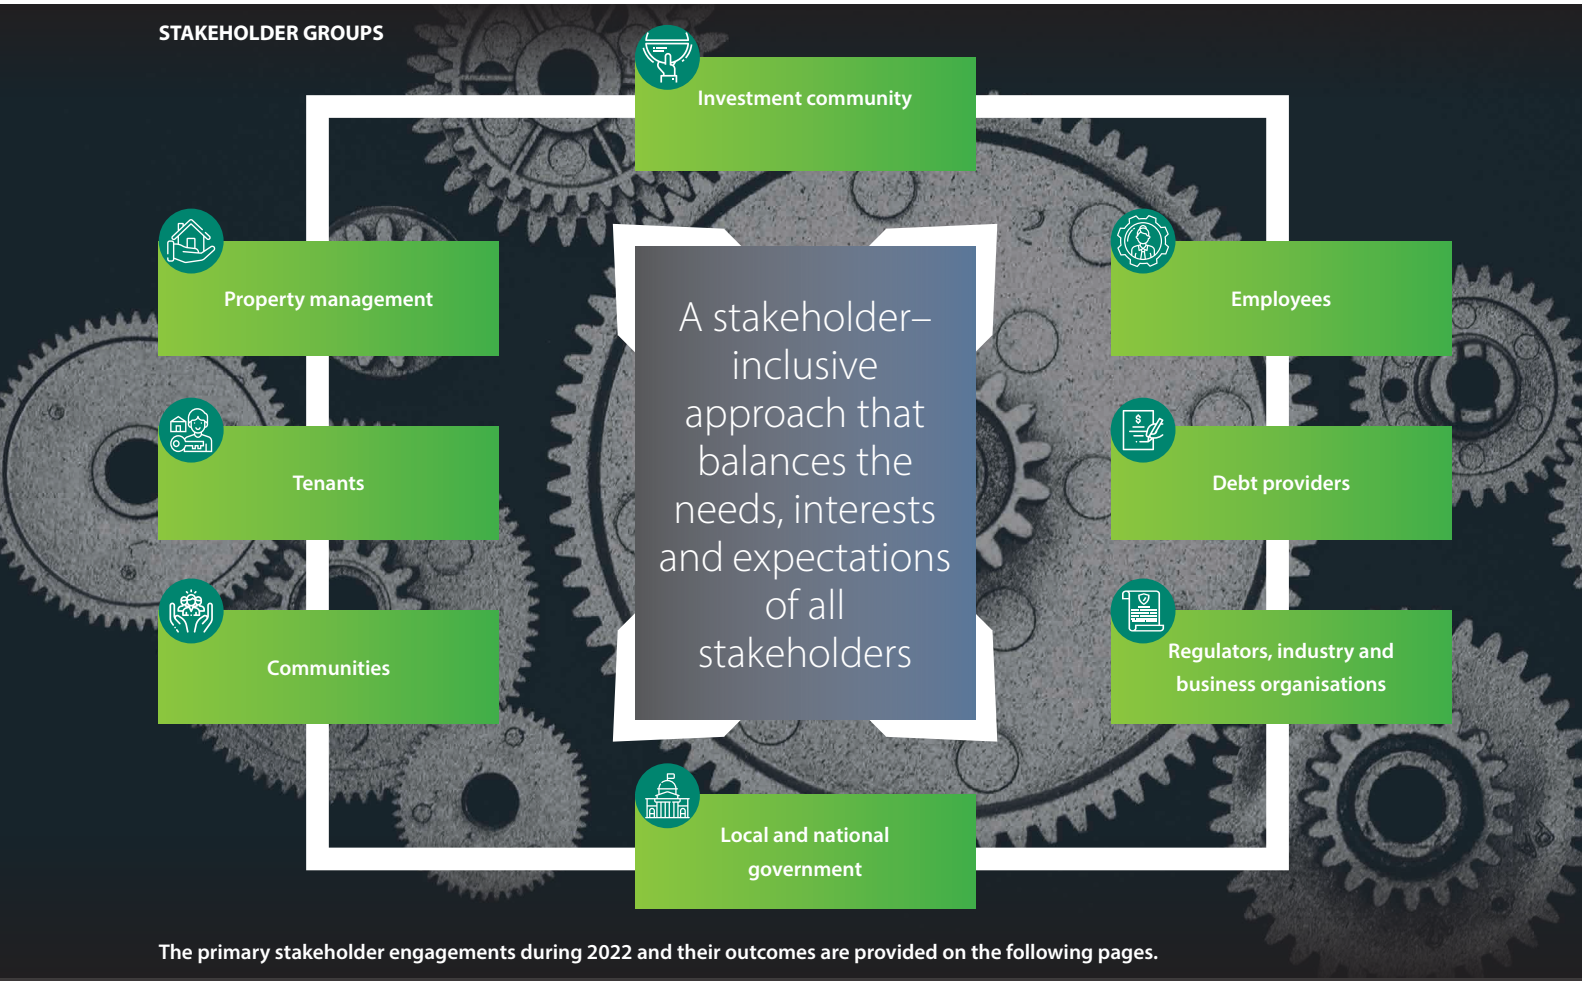 STAKEHOLDER GROUPS
Investment community
Property management
Employees
Tenants
Debt providers
Communities
Regulators, industry and
business organisations
A stakeholder–
inclusive
approach that
balances the
needs, interests
and expectations
of all
stakeholders
Local and national
government
The primary stakeholder engagements during 2022 and their outcomes are provided on the following pages.